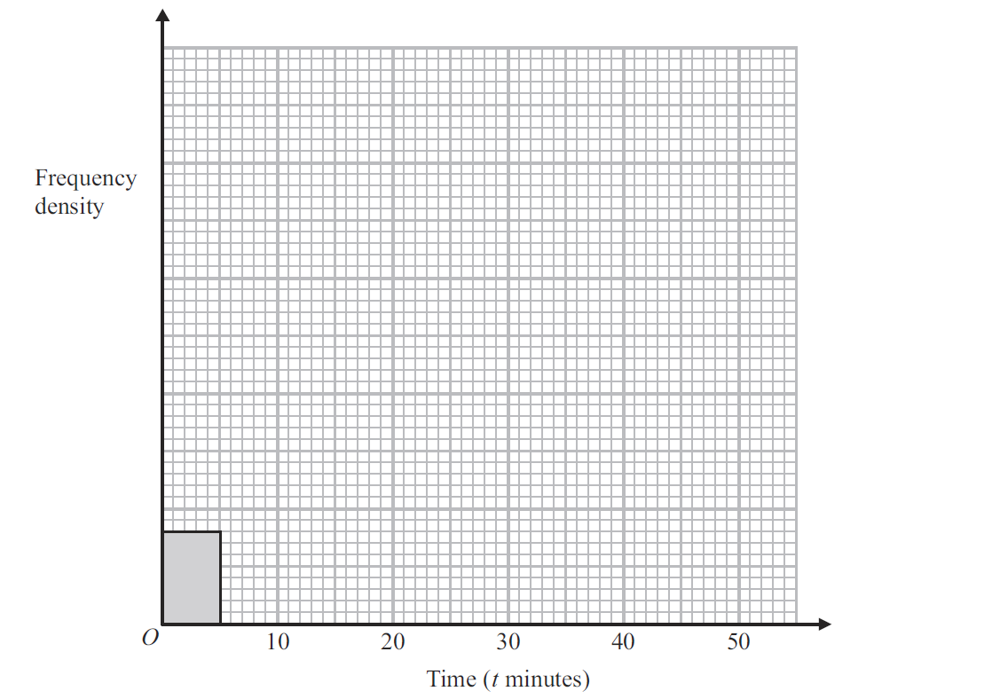 Frequency
density
O
10 20 30 40 50
Time (t minutes)